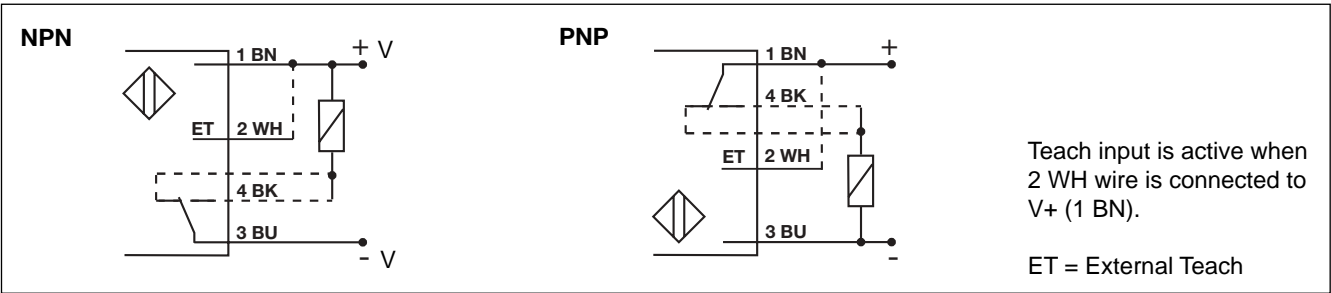 NPN
1 BN
+ V
ET 2 WH
4 BK
3 BU
- V
PNP
1 BN
+
4 BK
ET 2 WH
3 BU
-
Teach input is active when
2 WH wire is connected to
V+ (1 BN).
ET = External Teach